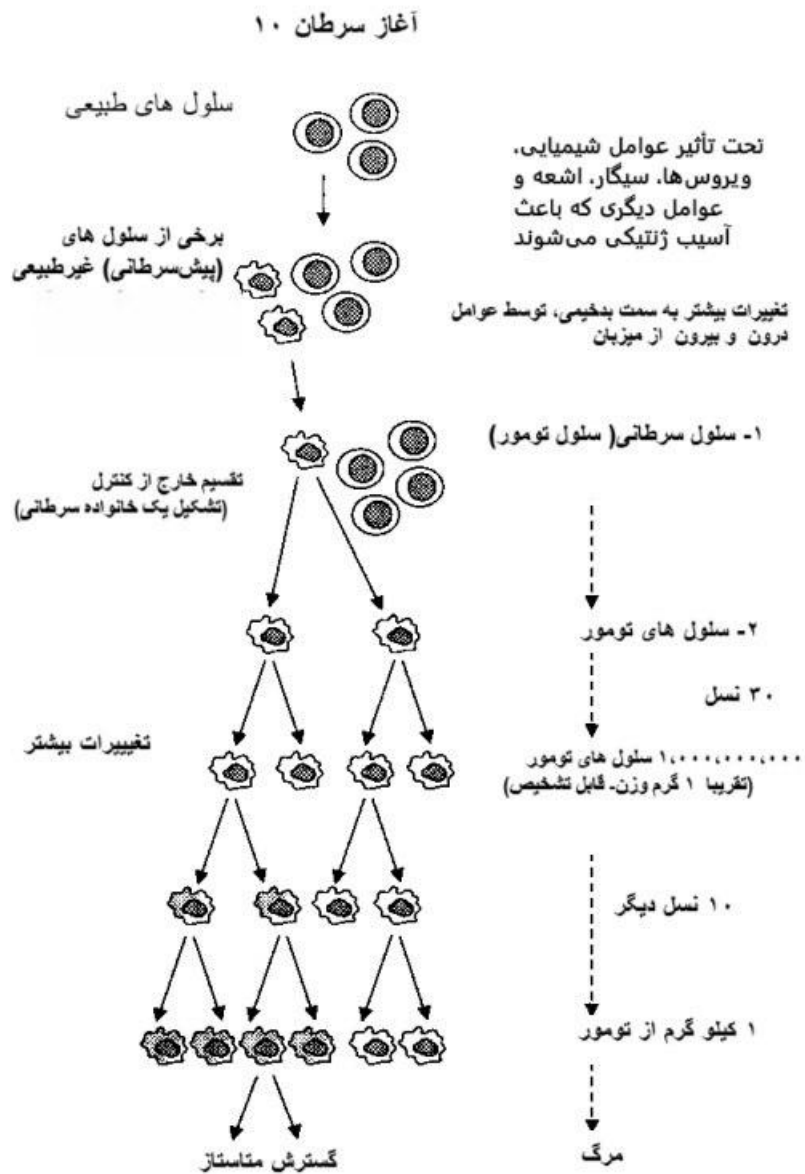 آغاز سرطان ۱۰
سلول های طبیعی
تحت تأثیر عوامل شیمیایی،
ویروس‌ها، سیگار، اشعه و
عوامل دیگری که باعث
آسیب ژنتیکی می‌شوند
برخی از سلول های
(پیش‌سرطانی) غیرطبیعی
تغییرات بیشتر به سمت بدخیمی، توسط عوامل
درون و بیرون از میزبان
۱- سلول سرطانی( سلول تومور)
تقسیم خارج از کنترل
(تشکیل یک خانواده سرطانی)
۲- سلول های تومور
۳۰ نسل
تغیییرات بیشتر
۱،۰۰۰،۰۰۰،۰۰۰ سلول های تومور
(تقریبا ۱ گرم وزن- قابل تشخیص)
۱۰ نسل دیگر
۱ کیلو گرم از تومور
گسترش متاستاز
مرگ